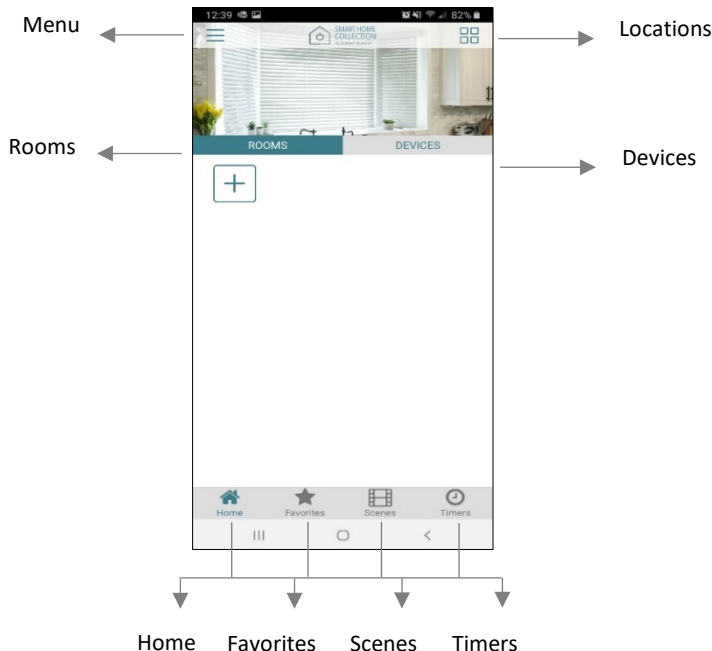 Menu
12:39
82%
Locations
SMART HOME
COLLECTION
Rooms
ROOMS
DEVICES
Devices
Home
Favorites
Scenes
Timers
Home
Favorites
Scenes
Timers